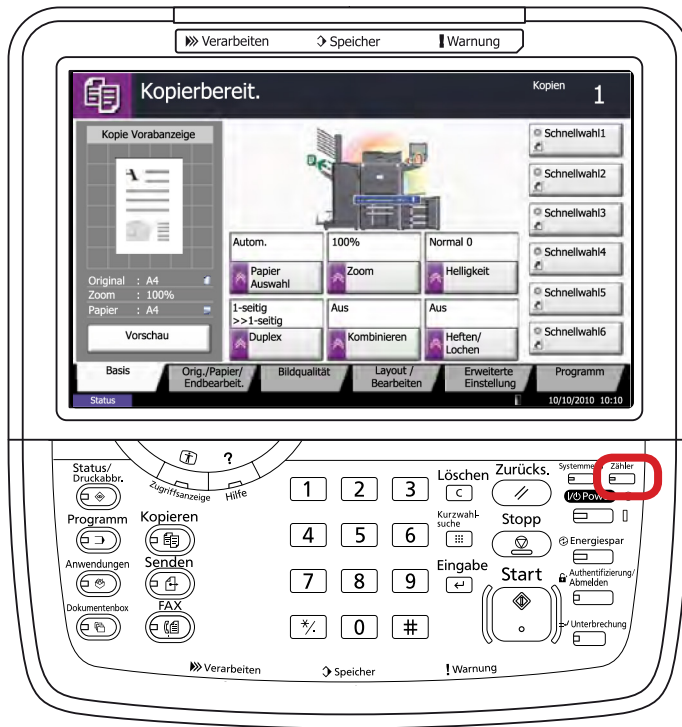 Verarbeiten Speicher Warnung
Kopierbereit.
Kopien 1
Kopie Vorabanzeige
Original : A4
Zoom : 100%
Papier : A4
Vorschau
Autom. 100% Normal 0
Papier Auswahl
Zoom
Helligkeit
1-seitig
>>1-seitig
Aus Aus
Duplex
Kombinieren
Heften/
Lochen
Schnellwahl1
Schnellwahl2
Schnellwahl3
Schnellwahl4
Schnellwahl5
Schnellwahl6
Basis
Orig./Papier/
Endbearbeit.
Bildqualität
Layout /
Bearbeiten
Erweiterte
Einstellung
Programm
Status 10/10/2010 10:10
Zugriffsanzeige
? Hilfe
Status/
Druckabbr.
Programm
Anwendungen
Dokumentenbox
Kopieren
Senden
FAX
1 2 3
4 5 6
7 8 9
*/. 0 #
Löschen
C
Kurzwahl-
suche
Eingabe
Zurücks.
Stopp
Start
Zähler
Power
Energiespar
Authentifizierung/
Abmelden
Unterbrechung
Verarbeiten Speicher Warnung